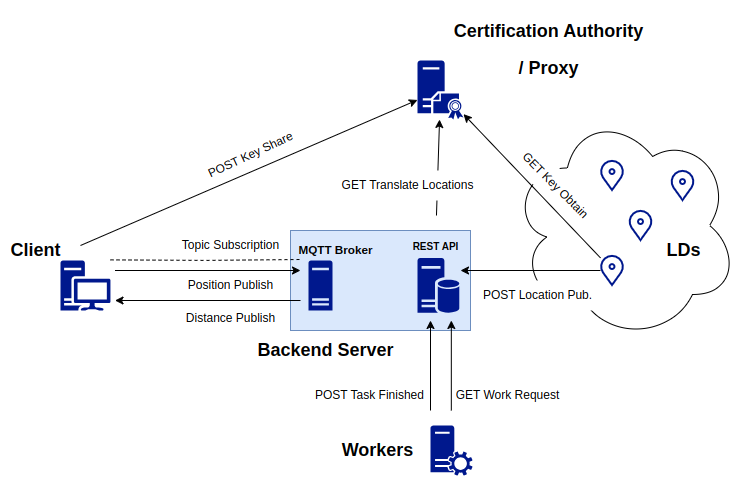 Certification Authority
/ Proxy
POST Key Share
GET Key Obtain
GET Translate Locations
Client
Topic Subscription
MQTT Broker
REST API
LDs
Position Publish
POST Location Pub.
Distance Publish
Backend Server
POST Task Finished
GET Work Request
Workers